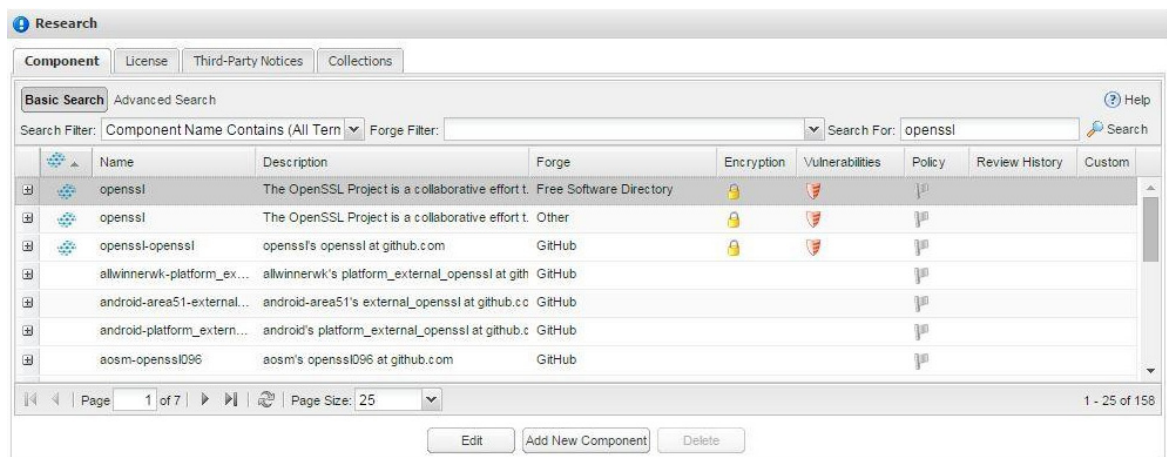 Research
Component License Third-Party Notices Collections
Basic Search Advanced Search Help
Search Filter: Component Name Contains (All Tern Forge Filter: Search For: openssl Search
Name Description Forge Encryption Vulnerabilities Policy Review History Custom
openssl The OpenSSL Project is a collaborative effort t. Free Software Directory
openssl The OpenSSL Project is a collaborative effort t. Other
openssl-openssl openssl's openssl at github.com GitHub
allwinnerwk-platform_ex... allwinnerwk's platform_external_openssl at gith GitHub
android-area51-external... android-area51's external_openssl at github.cc GitHub
android-platform_extern... android's platform_external_openssl at github.c GitHub
aosm-openssl096 aosm's openssl096 at github.com GitHub
Page 1 of 7 Page Size: 25 1 - 25 of 158
Edit Add New Component Delete